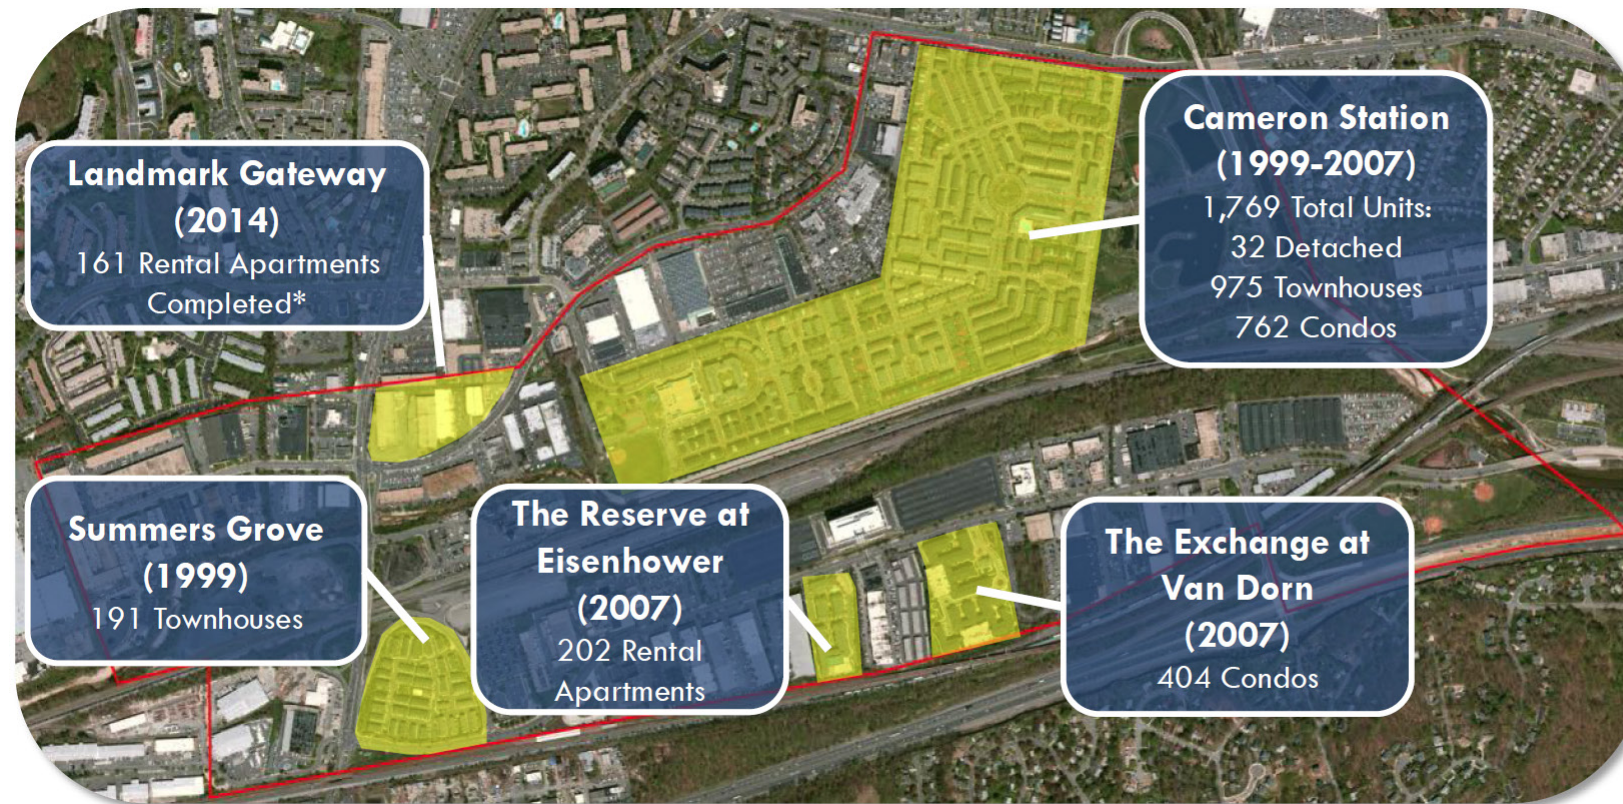 Landmark Gateway
(2014)
161 Rental Apartments
Completed*
Cameron Station
(1999-2007)
1,769 Total Units:
32 Detached
975 Townhouses
762 Condos
Summers Grove
(1999)
191 Townhouses
The Reserve at
Eisenhower
(2007)
202 Rental
Apartments
The Exchange at
Van Dorn
(2007)
404 Condos